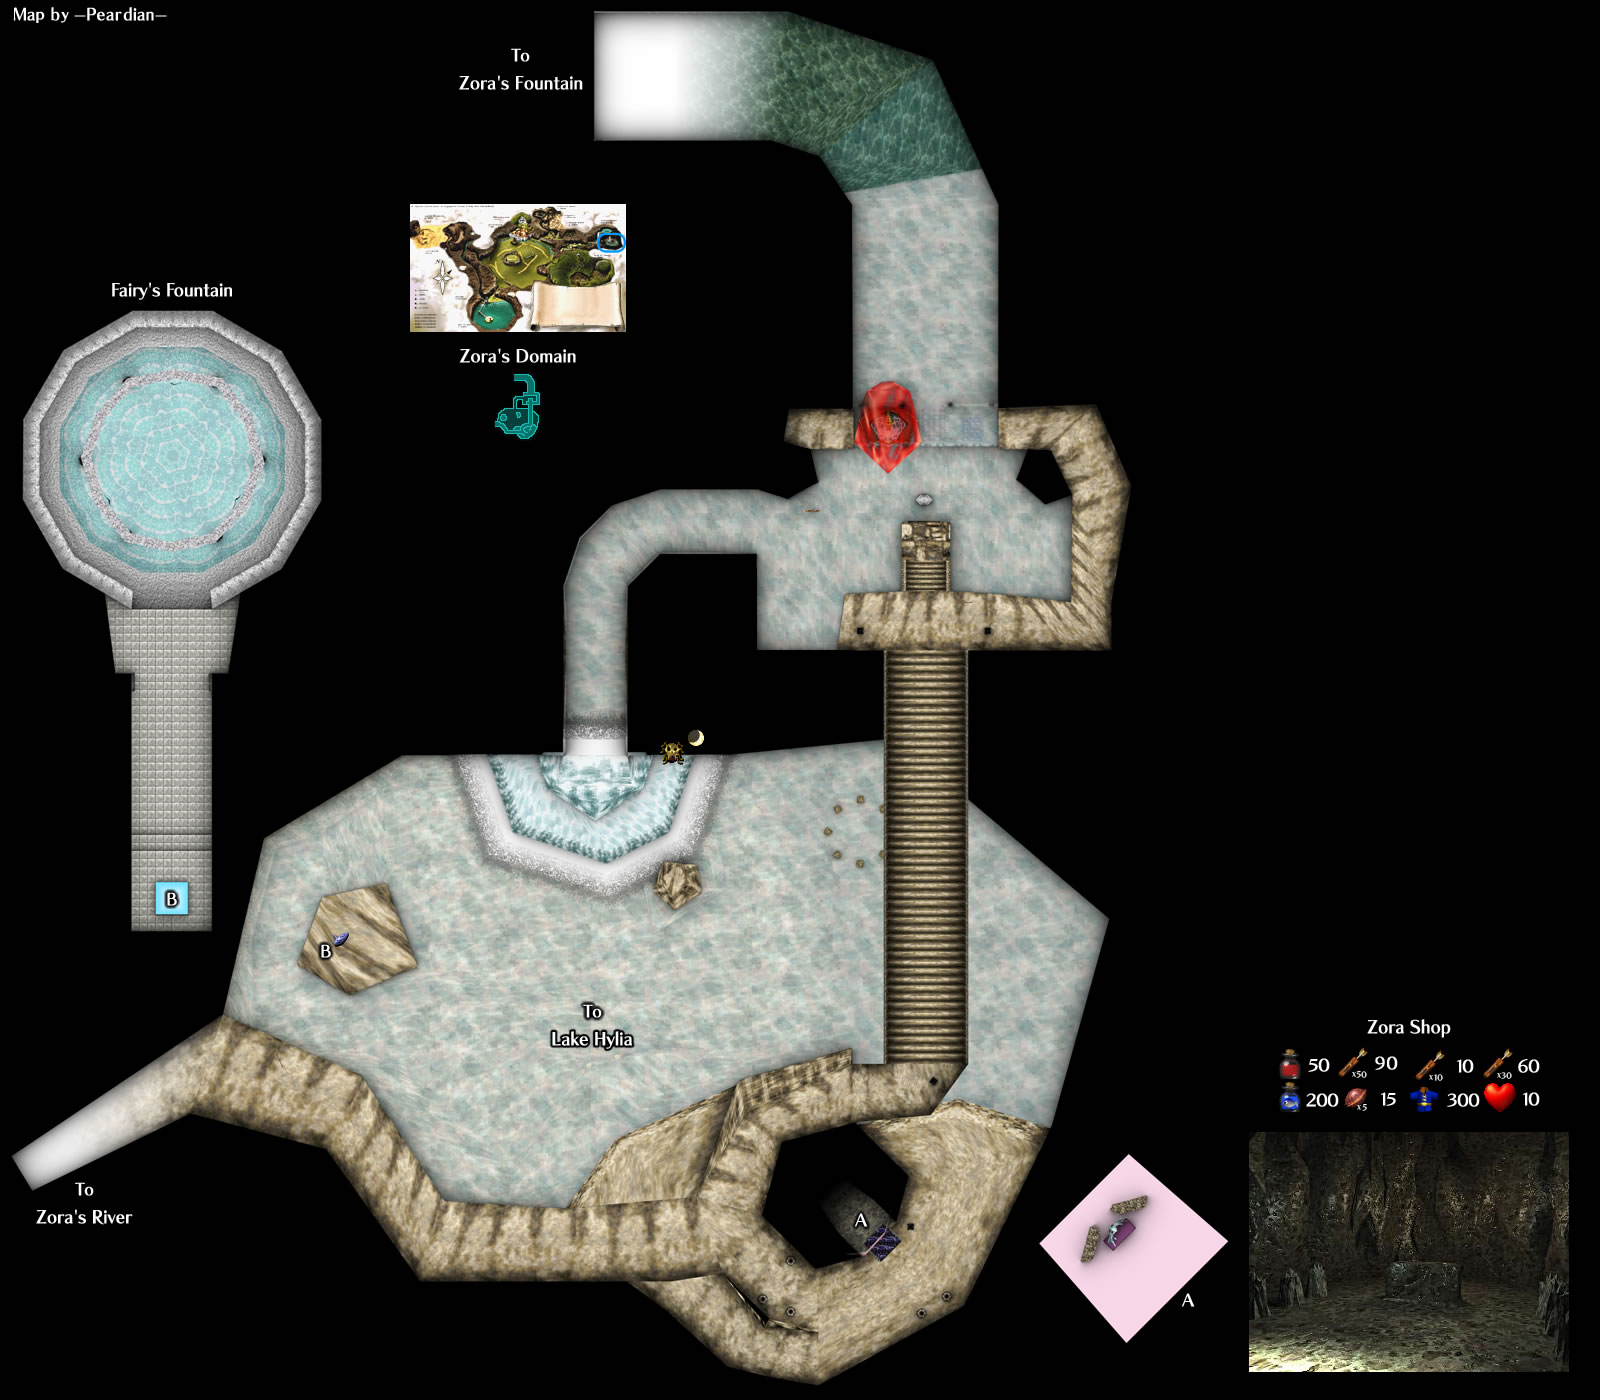 Map by —Peardian—
To
Zora's Fountain
Fairy's Fountain
Zora's Domain
B
B
To
Lake Hylia
To
Zora's River
A
A
Zora Shop
50 x50 90 x10 10 x30 60
200 x5 15 300 10